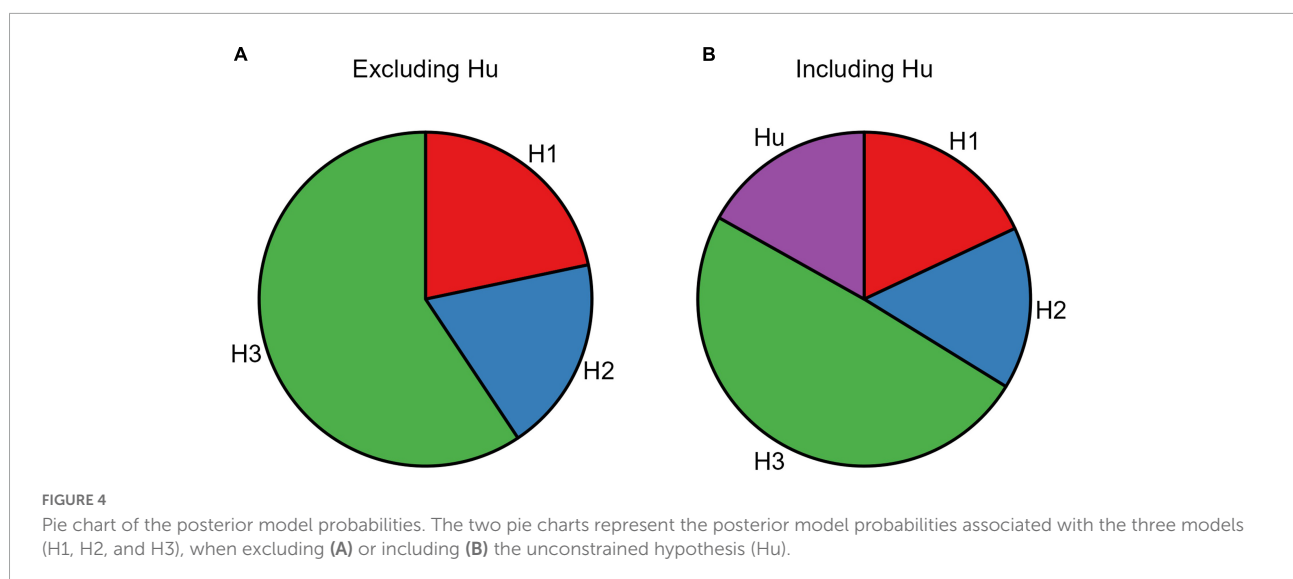 A
Excluding Hu
H1
H2
H3
B
Including Hu
Hu
H1
H2
H3
FIGURE 4
Pie chart of the posterior model probabilities. The two pie charts represent the posterior model probabilities associated with the three models
(H1, H2, and H3), when excluding (A) or including (B) the unconstrained hypothesis (Hu).